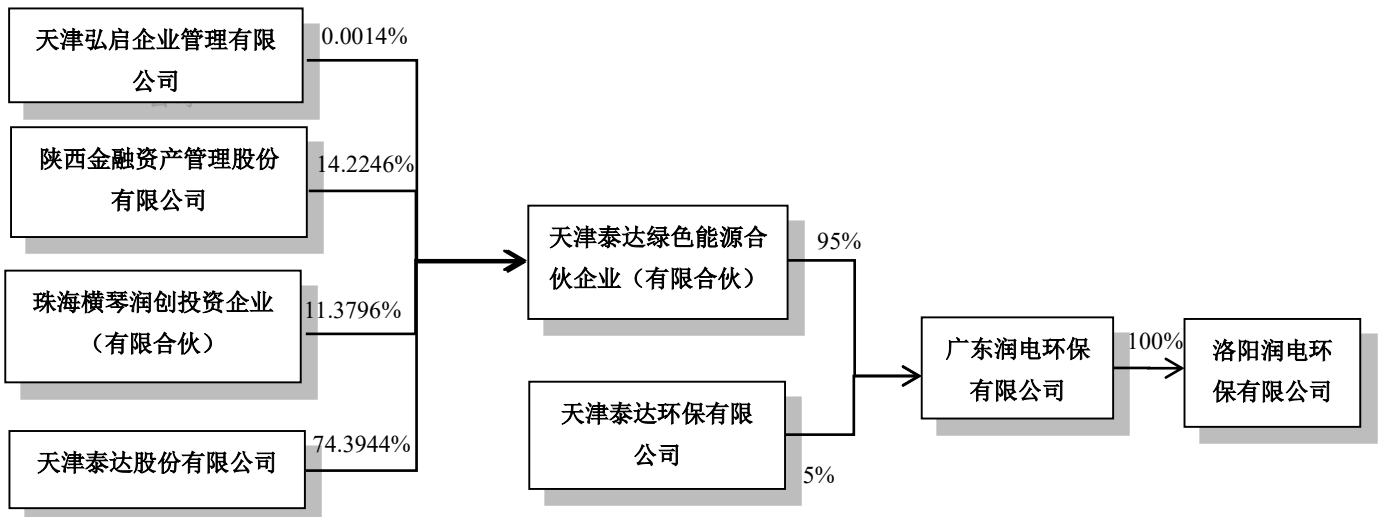 天津弘启企业管理有限
公司
0.0014%
陕西金融资产管理股份
有限公司
14.2246%
珠海横琴润创投资企业
（有限合伙）
11.3796%
天津泰达股份有限公司
74.3944%
天津泰达绿色能源合
伙企业（有限合伙）
95%
天津泰达环保有限
公司
5%
广东润电环保
有限公司
100%
洛阳润电环
保有限公司